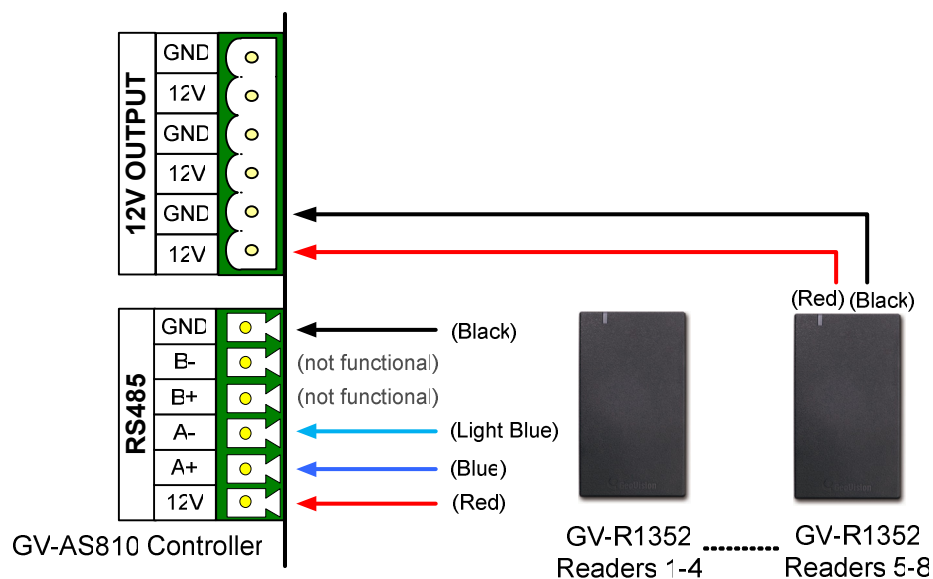 12V OUTPUT
GND
12V
GND
12V
GND
12V
(Red) (Black)
RS485
GND
B-
B+
A-
A+
12V
(Black)
(not functional)
(not functional)
(Light Blue)
(Blue)
(Red)
GV-AS810 Controller
GV-R1352
Readers 1-4
GV-R1352
Readers 5-8